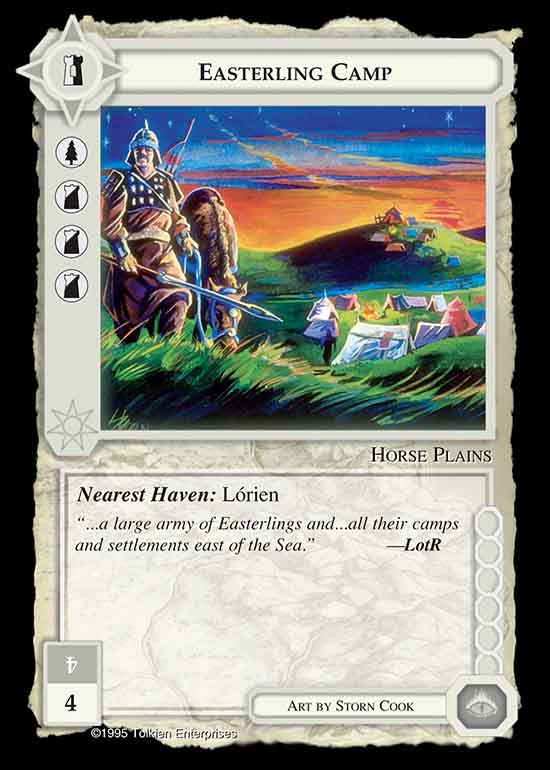 Easterling Camp
Horse Plains
Nearest Haven: Lórien
“...a large army of Easterlings and...all their camps
and settlements east of the Sea.” —LotR
4
Art by Storn Cook
©1995 Tolkien Enterprises